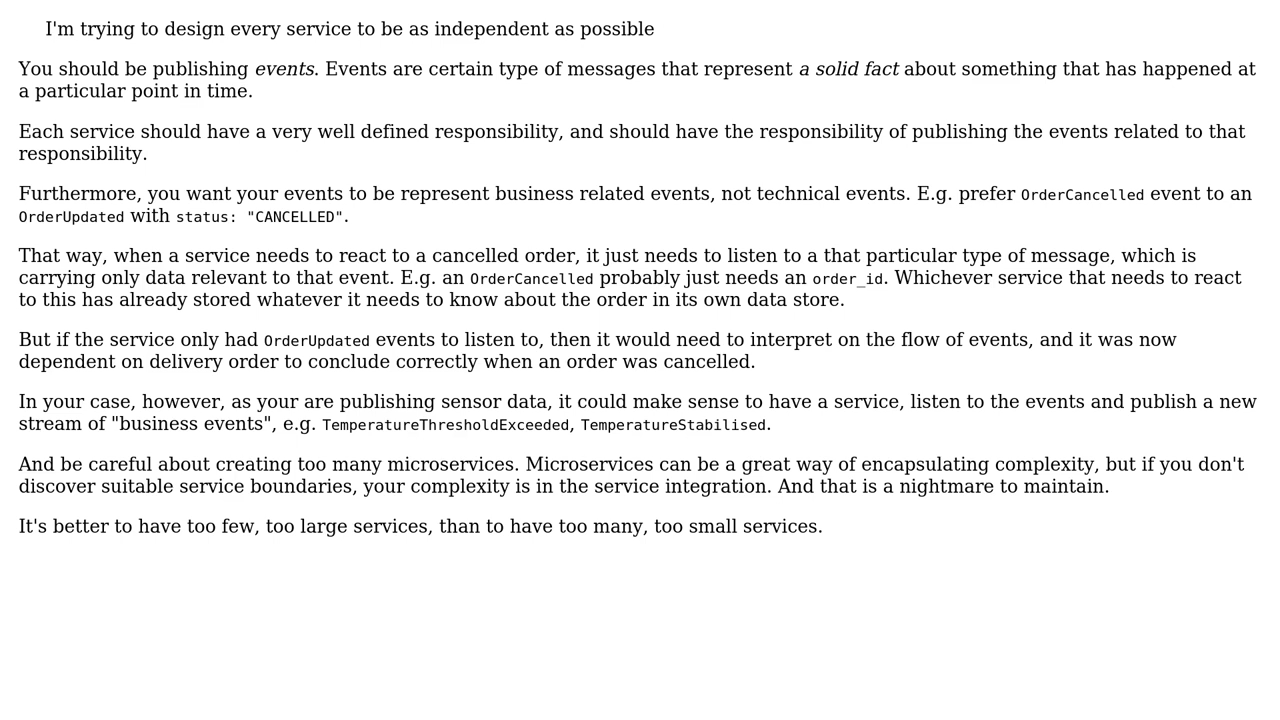 I'm trying to design every service to be as independent as possible
You should be publishing events. Events are certain type of messages that represent a solid fact about something that has happened at
a particular point in time.
Each service should have a very well defined responsibility, and should have the responsibility of publishing the events related to that
responsibility.
Furthermore, you want your events to be represent business related events, not technical events. E.g. prefer OrderCancelled event to an
OrderUpdated with status: "CANCELLED".
That way, when a service needs to react to a cancelled order, it just needs to listen to a that particular type of message, which is
carrying only data relevant to that event. E.g. an OrderCancelled probably just needs an order_id. Whichever service that needs to react
to this has already stored whatever it needs to know about the order in its own data store.
But if the service only had OrderUpdated events to listen to, then it would need to interpret on the flow of events, and it was now
dependent on delivery order to conclude correctly when an order was cancelled.
In your case, however, as your are publishing sensor data, it could make sense to have a service, listen to the events and publish a new
stream of "business events", e.g. TemperatureThresholdExceeded, TemperatureStabilised.
And be careful about creating too many microservices. Microservices can be a great way of encapsulating complexity, but if you don't
discover suitable service boundaries, your complexity is in the service integration. And that is a nightmare to maintain.
It's better to have too few, too large services, than to have too many, too small services.